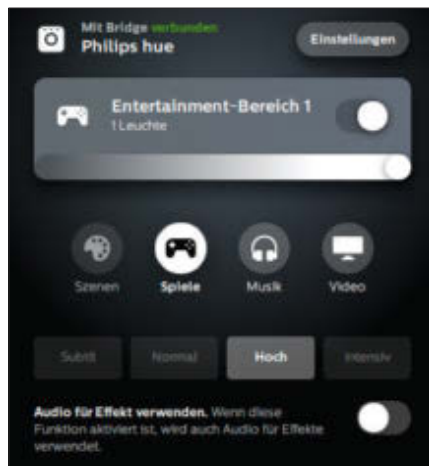 Mit Bridge verbunden
Philips hue
Einstellungen
Entertainment-Bereich 1
1 Leuchte
Szenen
Spiele
Musik
Video
Subtil
Normal
Hoch
Intensiv
Audio für Effekt verwenden. Wenn diese
Funktion aktiviert ist, wird auch Audio für Effekte
verwendet.